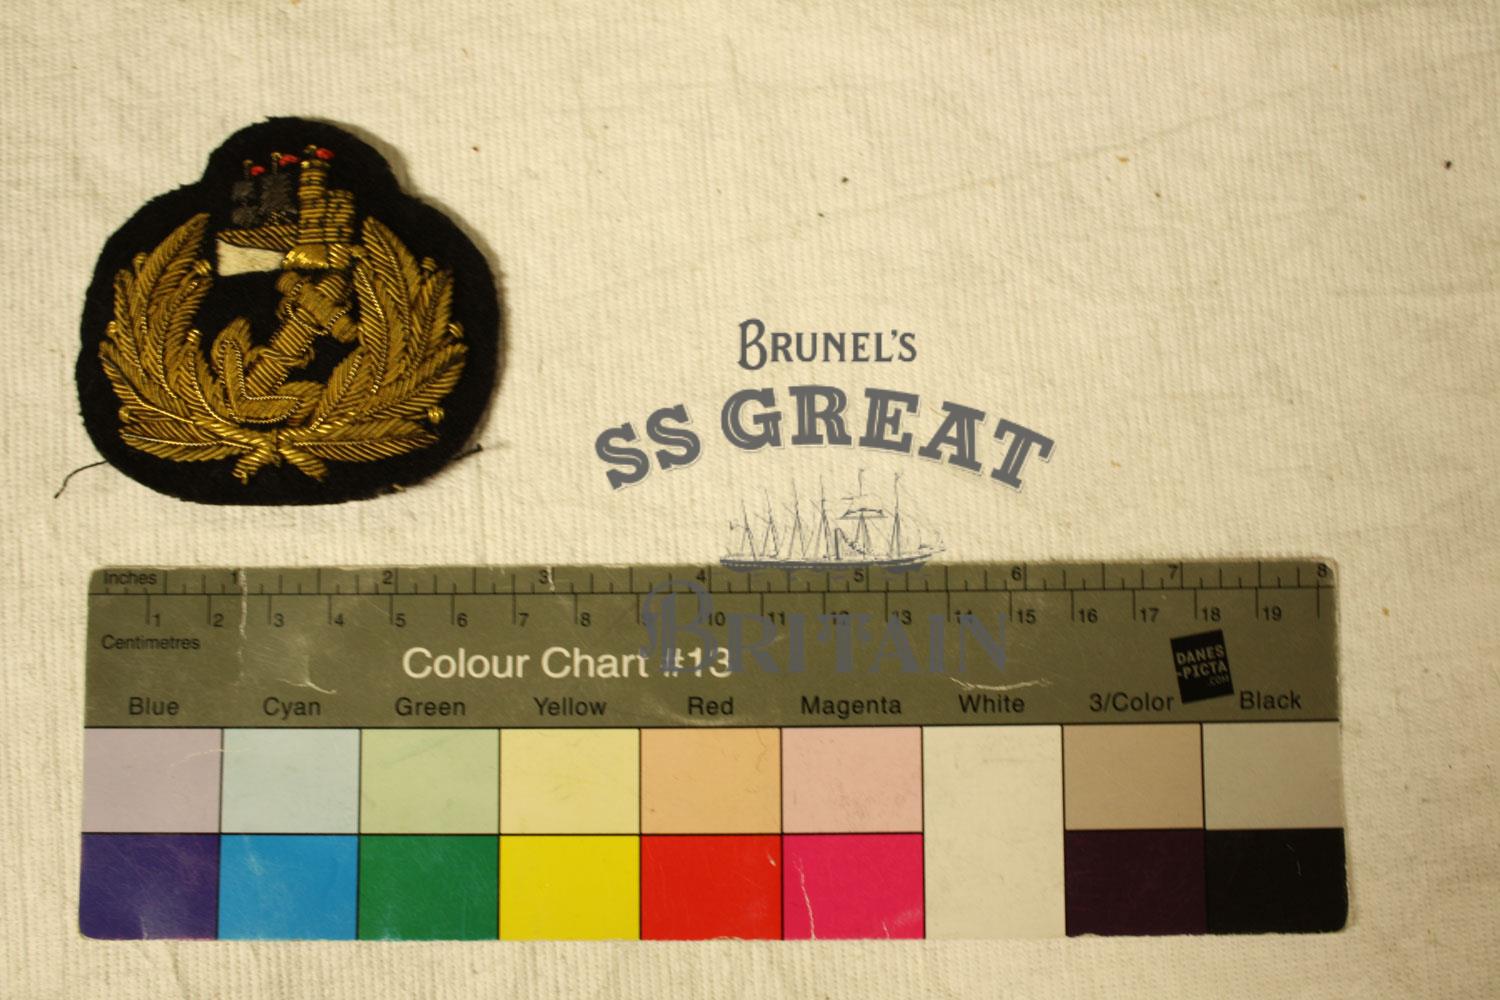 BRUNEL'S
SS GREAT
BRITAIN
Inches 1 2 3 4 5 6 7 8
1 2 3 4 5 6 7 8 9 10 11 12 13 14 15 16 17 18 19
Centimetres
Colour Chart #13
DANES
-PICTA
.COM
Blue Cyan Green Yellow Red Magenta White 3/Color Black